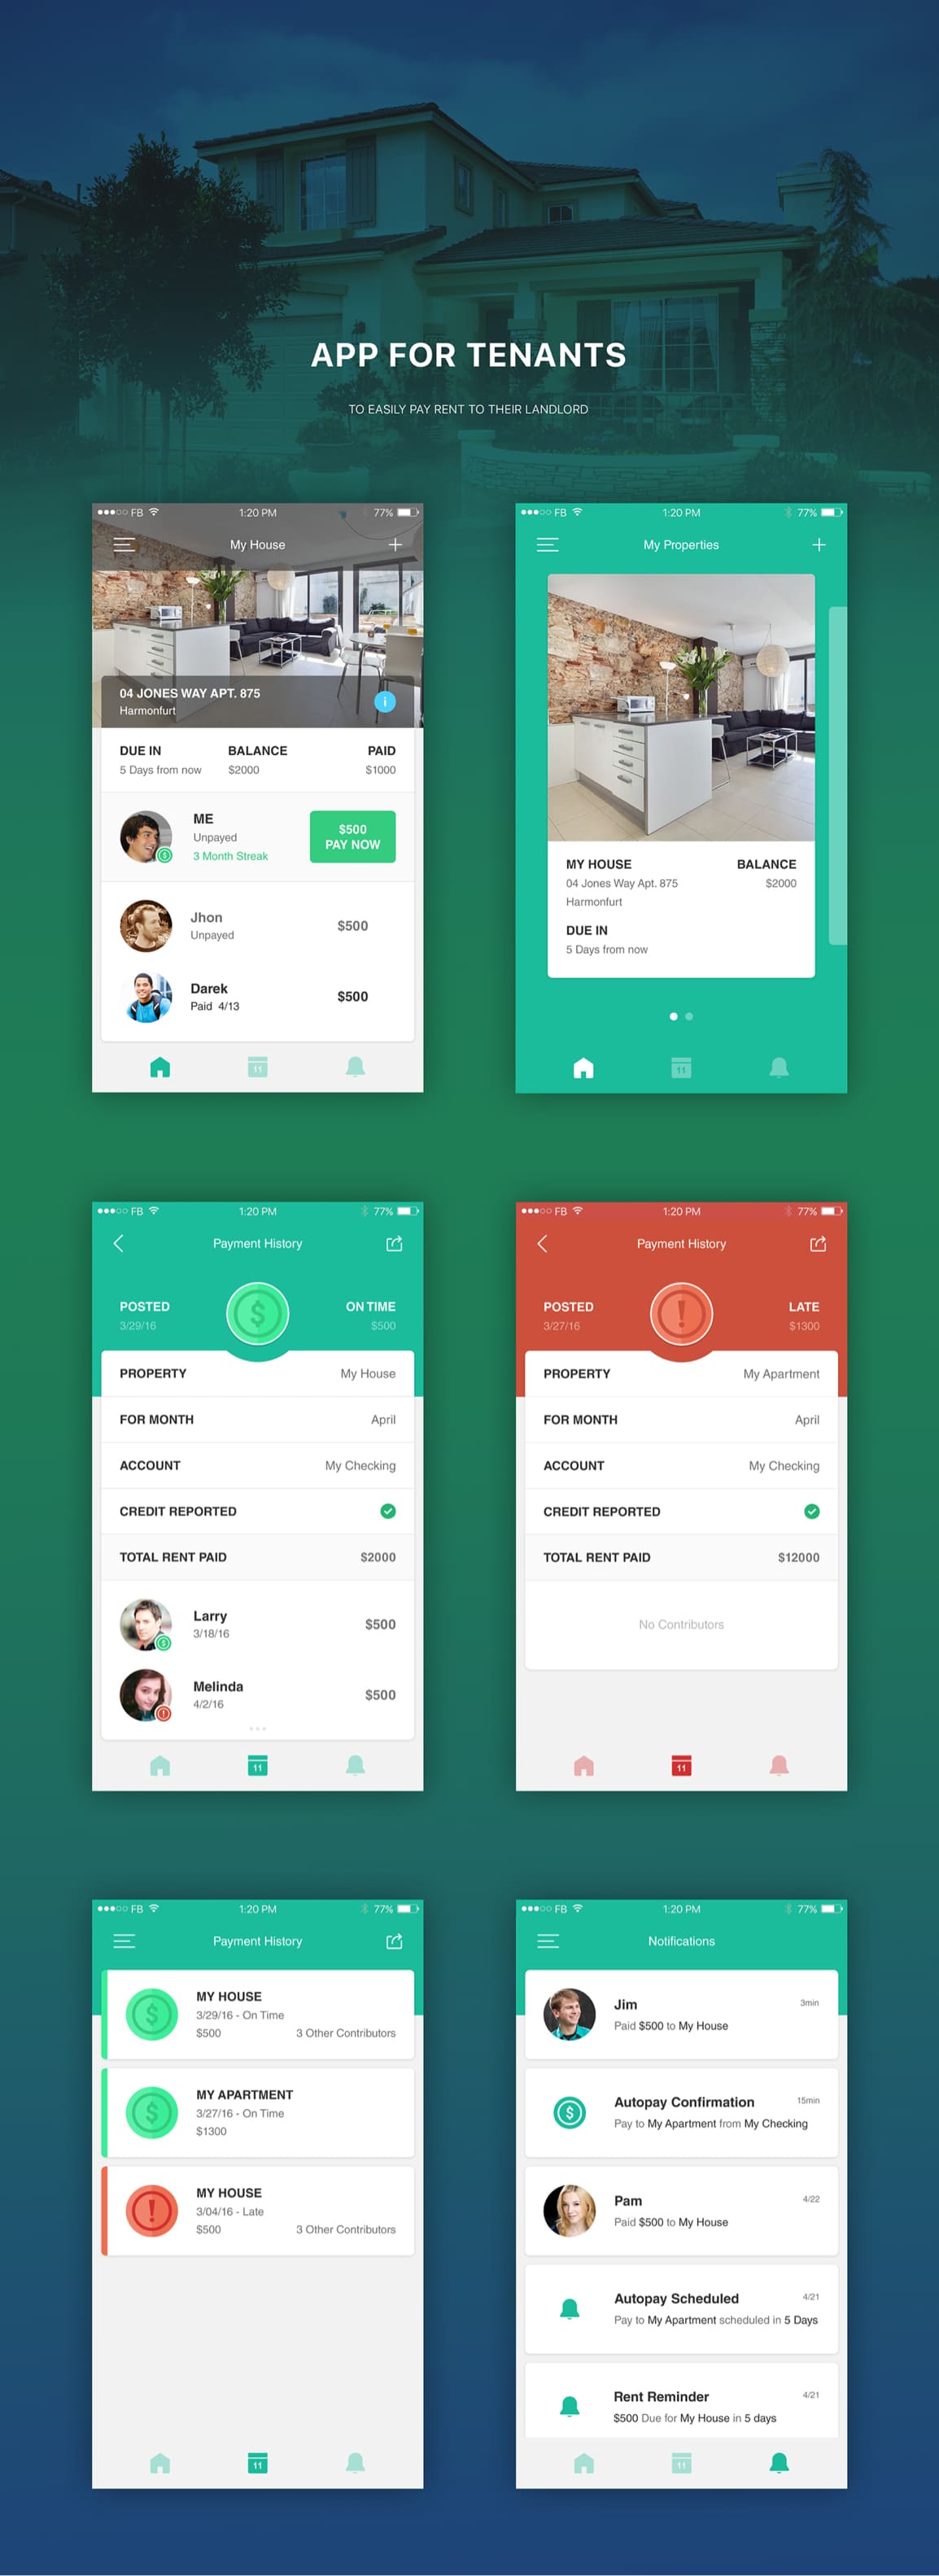 APP FOR TENANTS
TO EASILY PAY RENT TO THEIR LANDLORD
FB 1:20 PM 77%
My House
04 JONES WAY APT. 875
Harmonfurt
i
DUE IN BALANCE PAID
5 Days from now $2000 $1000
ME
Unpayed
3 Month Streak
$500
PAY NOW
Jhon
Unpayed
$500
Darek
Paid 4/13
$500
11
FB 1:20 PM 77%
My Properties
MY HOUSE BALANCE
04 Jones Way Apt. 875 $2000
Harmonfurt
DUE IN
5 Days from now
11
FB 1:20 PM 77%
Payment History
POSTED $ ON TIME
3/29/16 $500
PROPERTY My House
FOR MONTH April
ACCOUNT My Checking
CREDIT REPORTED
TOTAL RENT PAID $2000
Larry
3/18/16
$500
Melinda
4/2/16
$500
11
FB 1:20 PM 77%
Payment History
POSTED ! LATE
3/27/16 $1300
PROPERTY My Apartment
FOR MONTH April
ACCOUNT My Checking
CREDIT REPORTED
TOTAL RENT PAID $12000
No Contributors
11
FB 1:20 PM 77%
Payment History
$
MY HOUSE
3/29/16 - On Time
$500 3 Other Contributors
$
MY APARTMENT
3/27/16 - On Time
$1300
!
MY HOUSE
3/04/16 - Late
$500 3 Other Contributors
11
FB 1:20 PM 77%
Notifications
Jim 3min
Paid $500 to My House
$
Autopay Confirmation 15min
Pay to My Apartment from My Checking
Pam 4/22
Paid $500 to My House
Autopay Scheduled 4/21
Pay to My Apartment scheduled in 5 Days
Rent Reminder 4/21
$500 Due for My House in 5 days
11